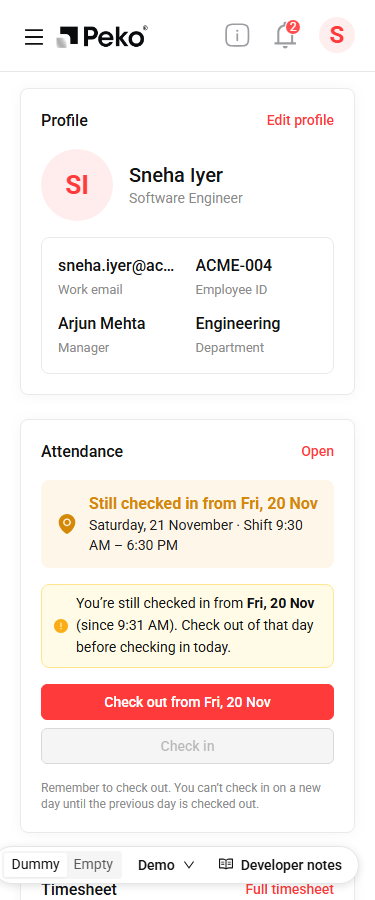 Peko®
2
S
Profile
Edit profile
SI
Sneha Iyer
Software Engineer
sneha.iyer@ac...
ACME-004
Work email
Employee ID
Arjun Mehta
Engineering
Manager
Department
Attendance
Open
Still checked in from Fri, 20 Nov
Saturday, 21 November · Shift 9:30
AM – 6:30 PM
You’re still checked in from Fri, 20 Nov
(since 9:31 AM). Check out of that day
before checking in today.
Check out from Fri, 20 Nov
Check in
Remember to check out. You can’t check in on a new
day until the previous day is checked out.
Dummy
Empty
Demo
Developer notes
Timesheet
Full timesheet